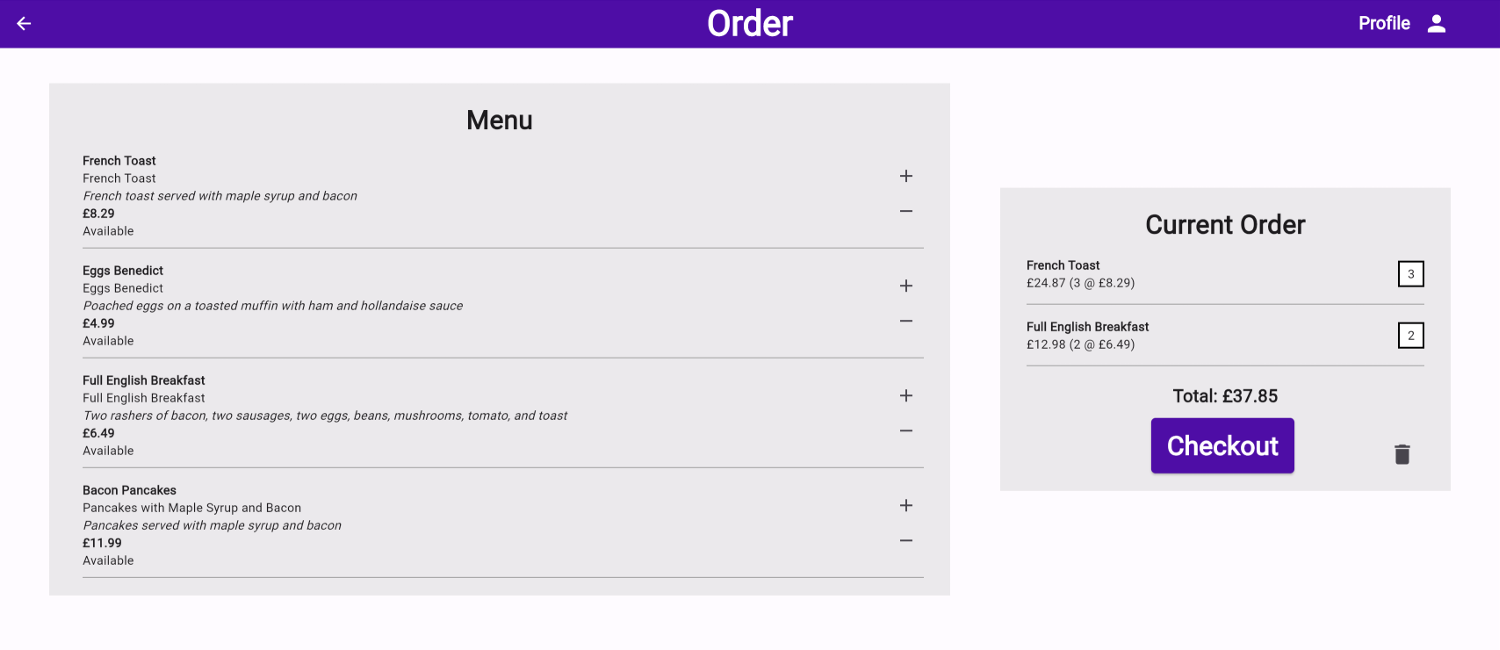 Order
Profile
Menu
French Toast
French Toast
French toast served with maple syrup and bacon
£8.29
Available
Eggs Benedict
Eggs Benedict
Poached eggs on a toasted muffin with ham and hollandaise sauce
£4.99
Available
Full English Breakfast
Full English Breakfast
Two rashers of bacon, two sausages, two eggs, beans, mushrooms, tomato, and toast
£6.49
Available
Bacon Pancakes
Pancakes with Maple Syrup and Bacon
Pancakes served with maple syrup and bacon
£11.99
Available
Current Order
French Toast
£24.87 (3 @ £8.29)
3
Full English Breakfast
£12.98 (2 @ £6.49)
2
Total: £37.85
Checkout